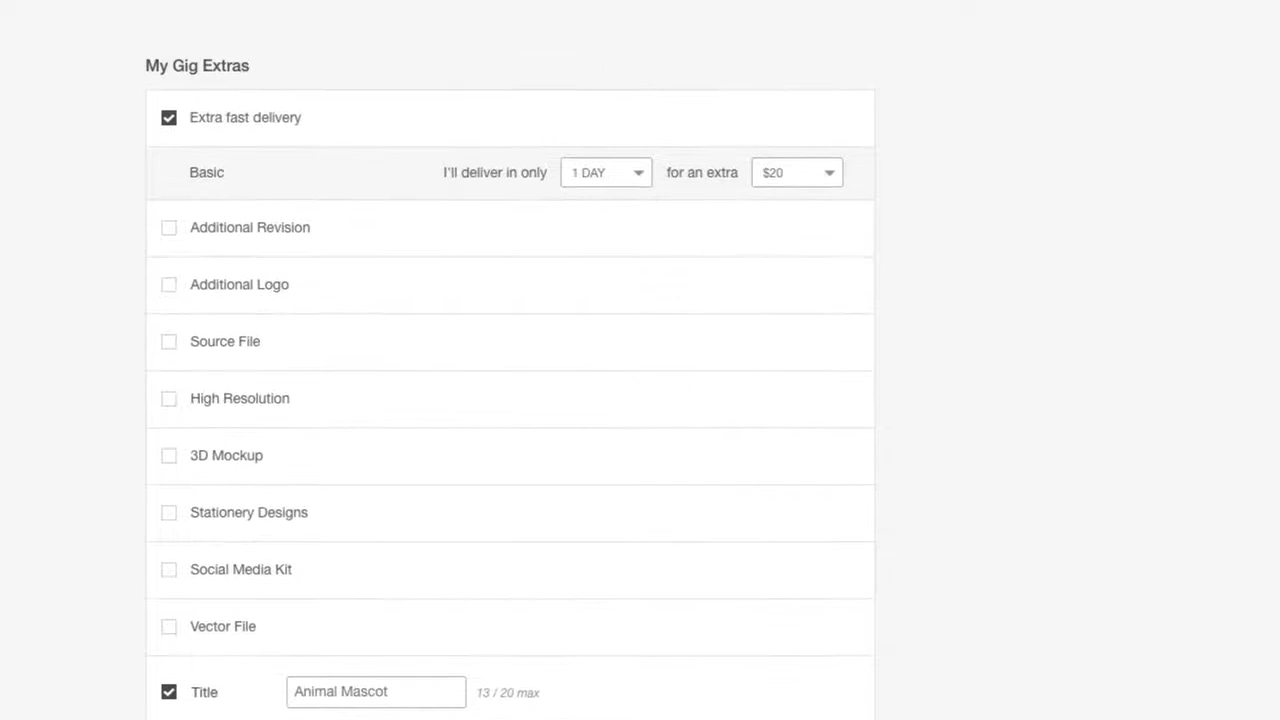 My Gig Extras
Extra fast delivery
Basic I'll deliver in only 1 DAY for an extra $20
Additional Revision
Additional Logo
Source File
High Resolution
3D Mockup
Stationery Designs
Social Media Kit
Vector File
Title Animal Mascot 13 / 20 max